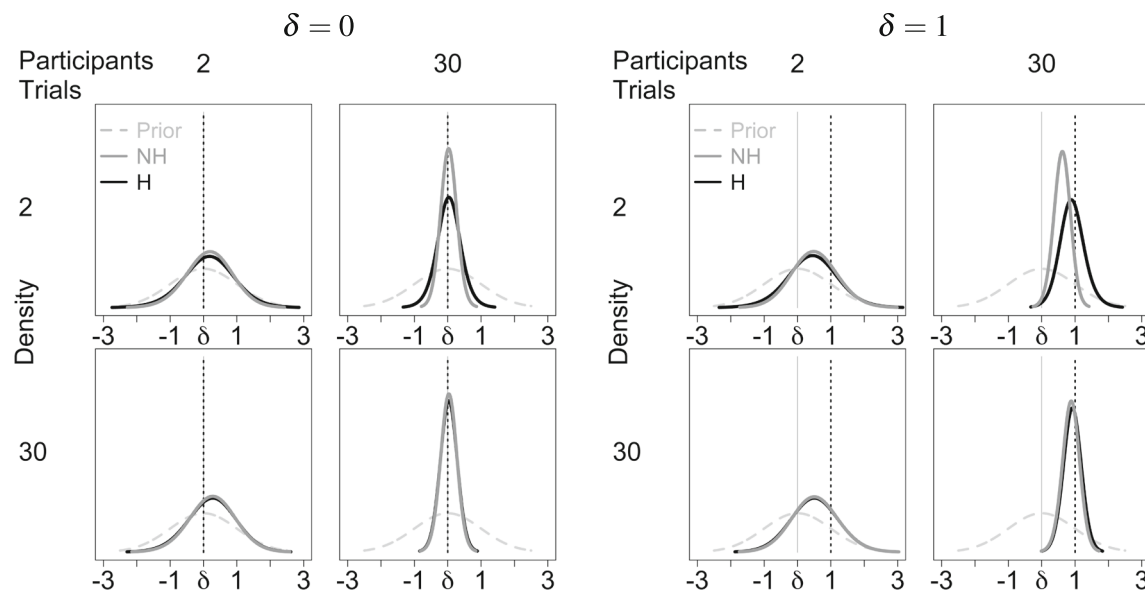 δ = 0
δ = 1
Participants 2 30
Trials
Participants 2 30
Trials
Prior
NH
H
Prior
NH
H
2
2
-3 -1 δ 1 3
-3 -1 δ 1 3
-3 -1 δ 1 3
-3 -1 δ 1 3
Density
Density
30
30
-3 -1 δ 1 3
-3 -1 δ 1 3
-3 -1 δ 1 3
-3 -1 δ 1 3